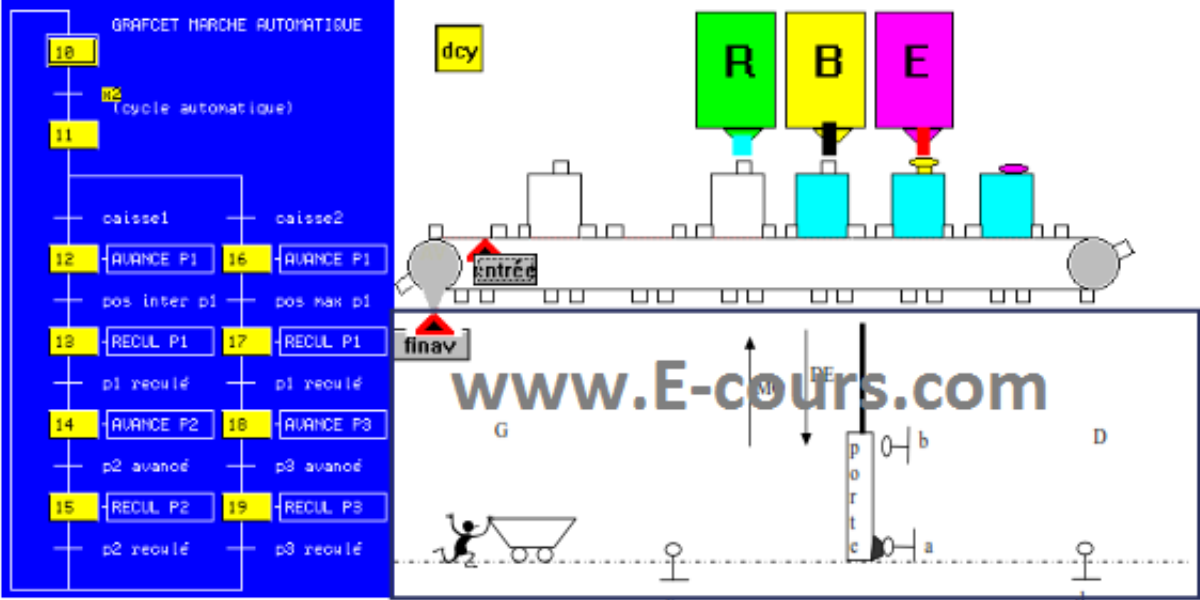 GRAFCET MARCHE AUTOMATIQUE
10
x2
(cycle automatique)
11
caisse1 caisse2
12 AVANCE P1 16 AVANCE P1
pos inter p1 pos max p1
13 RECUL P1 17 RECUL P1
p1 reculé p1 reculé
14 AVANCE P2 18 AVANCE P3
p2 avancé p3 avancé
15 RECUL P2 19 RECUL P3
p2 reculé p3 reculé
dcy
R B E
entrée
finav
www.E-cours.com
G
D
porte
b
a